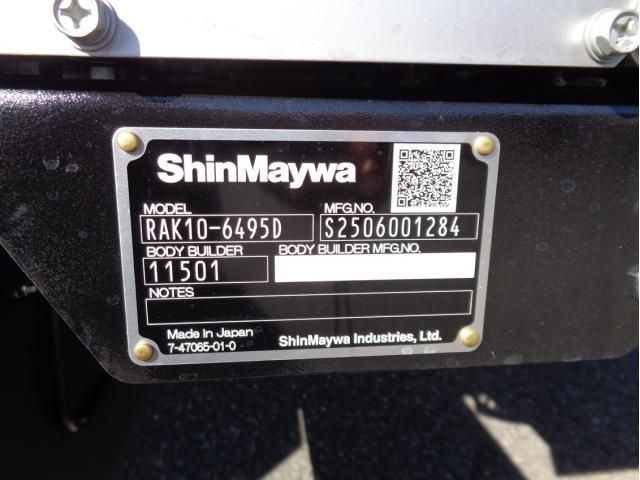 ShinMaywa
MODEL MFG.NO.
RAK10-6495D S2506001284
BODY BUILDER BODY BUILDER MFG.NO.
11501
NOTES
Made in Japan
7-47065-01-0 ShinMaywa Industries, Ltd.